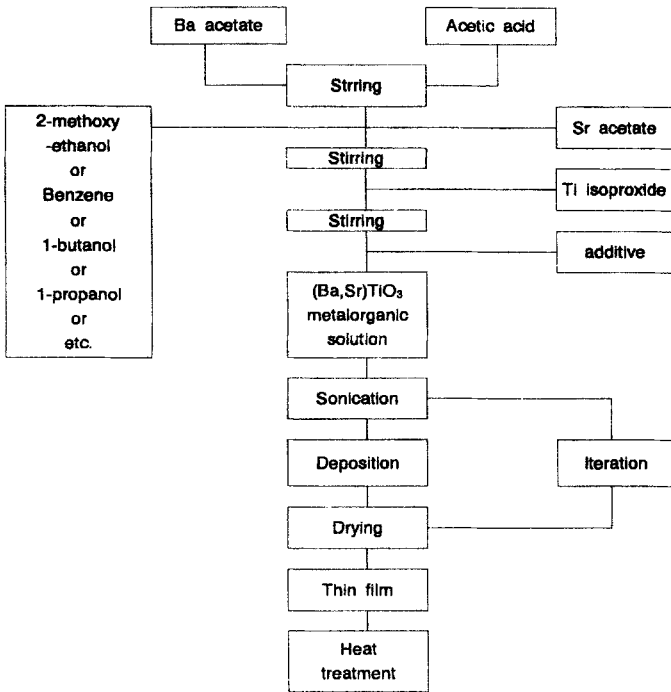 Ba acetate
Acetic acid
Strring
2-methoxy
-ethanol
or
Benzene
or
1-butanol
or
1-propanol
or
etc.
Sr acetate
Stirring
Ti isoproxide
Stirring
additive
(Ba,Sr)TiO₃
metalorganic
solution
Sonication
Deposition
Iteration
Drying
Thin film
Heat
treatment